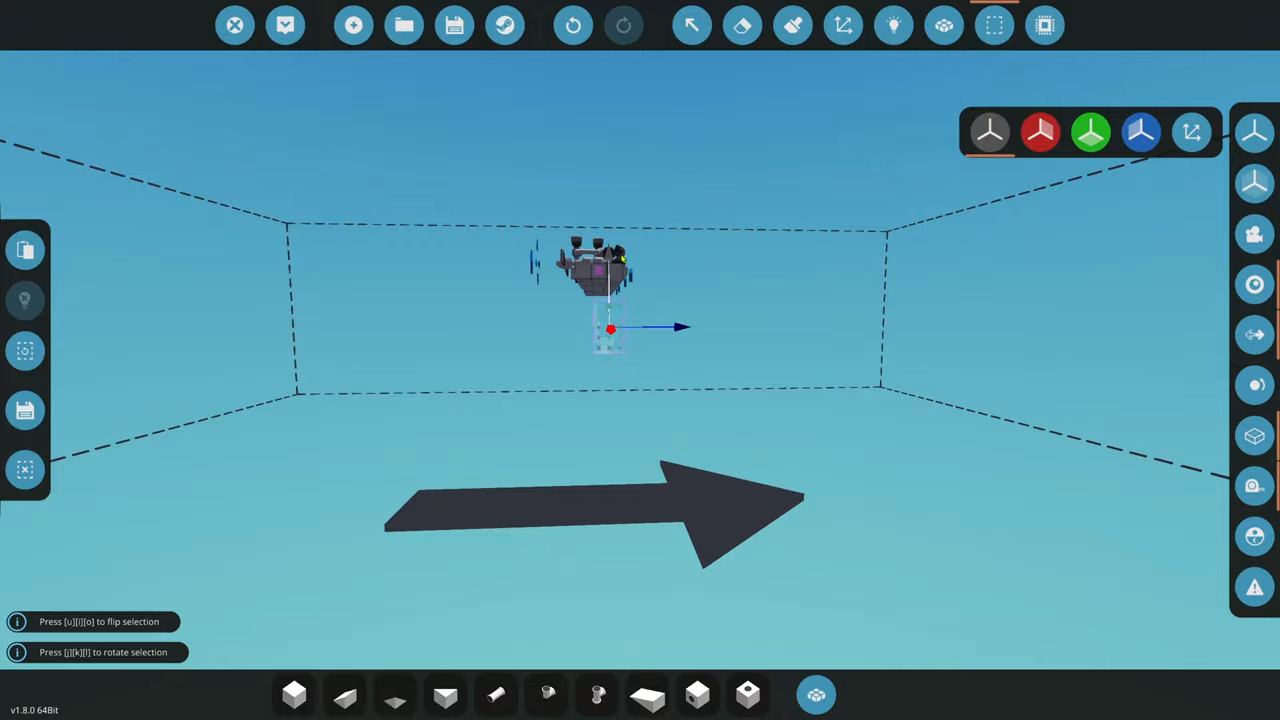 Press [u][i][o] to flip selection
Press [j][k][l] to rotate selection
v1.8.0 64Bit